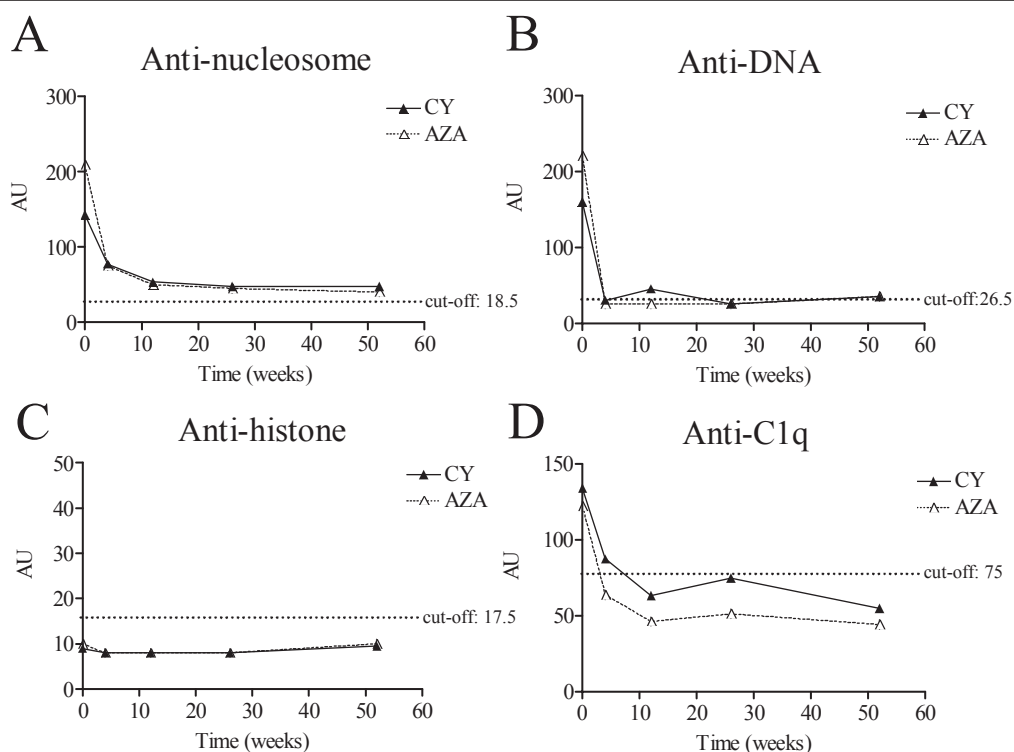 A
Anti-nucleosome
300
200
100
0
AU
CY
AZA
cut-off: 18.5
0 10 20 30 40 50 60
Time (weeks)
B
Anti-DNA
300
200
100
0
AU
CY
AZA
cut-off:26.5
0 10 20 30 40 50 60
Time (weeks)
C
Anti-histone
50
40
30
20
10
0
AU
CY
AZA
cut-off: 17.5
0 10 20 30 40 50 60
Time (weeks)
D
Anti-C1q
150
100
50
0
AU
CY
AZA
cut-off: 75
0 10 20 30 40 50 60
Time (weeks)